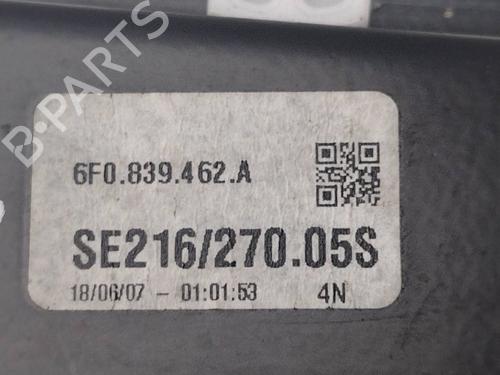 B-PARTS
6F0.839.462.A
SE216/270.05S
18/06/07 - 01:01:53 4N